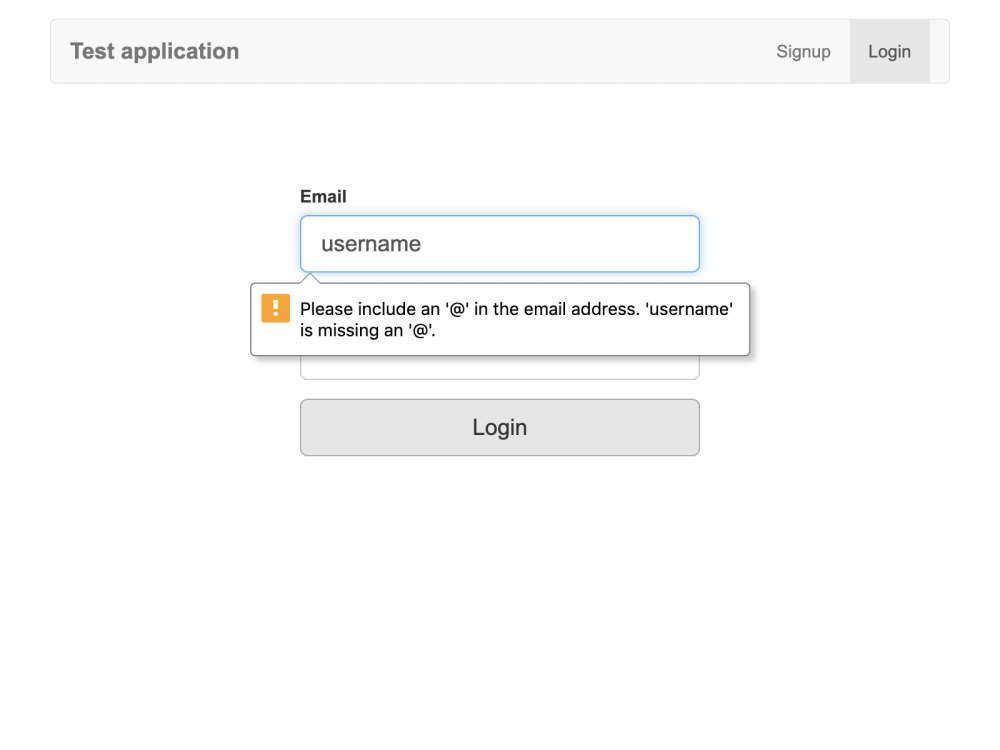 Test application
Signup
Login
Email
username
Please include an '@' in the email address. 'username'
is missing an '@'.
Login